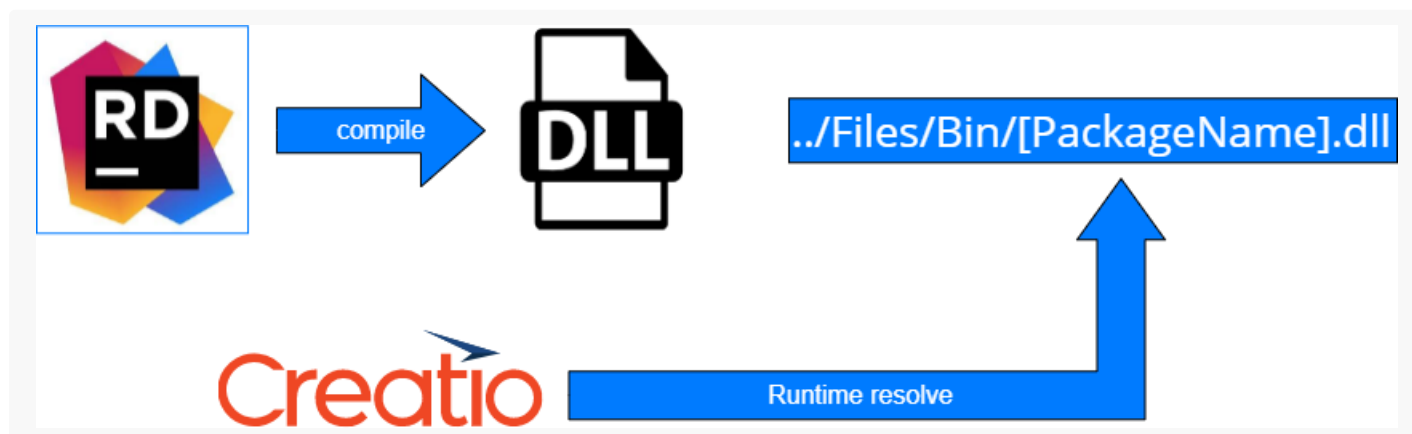 RD
compile
DLL
../Files/Bin/[PackageName].dll
Creatio
Runtime resolve